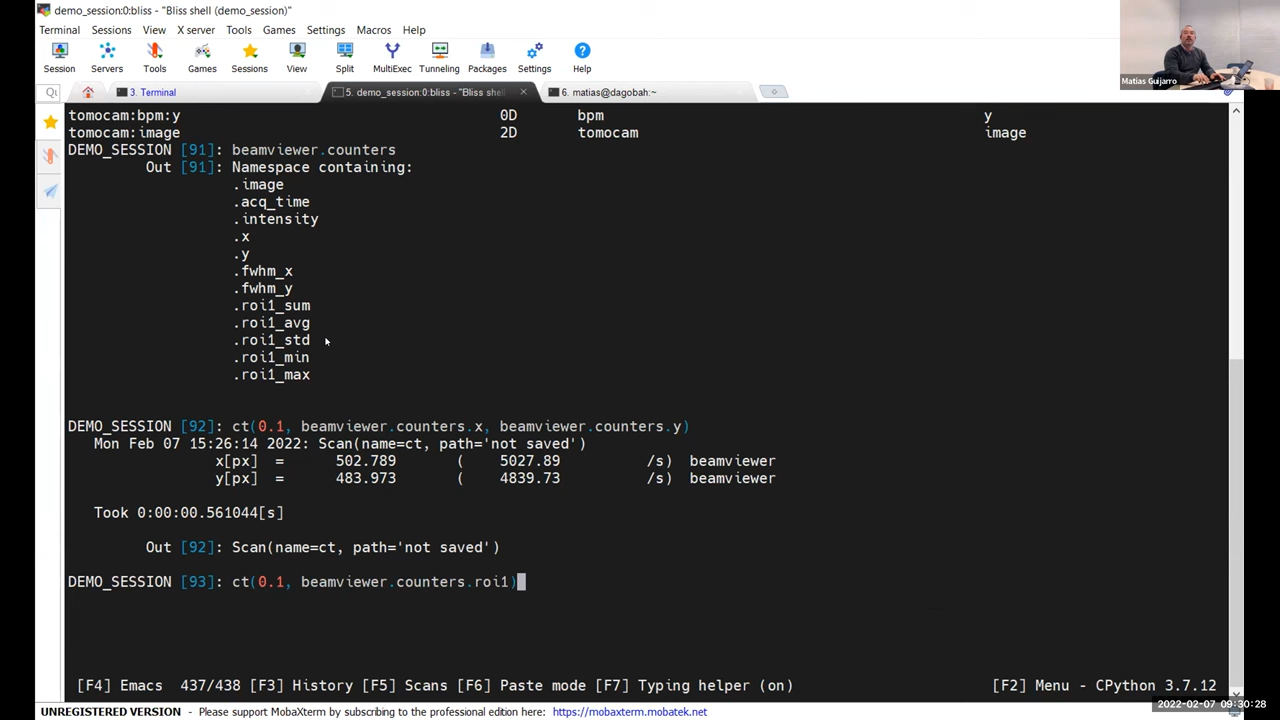 demo_session:0:bliss - "Bliss shell (demo_session)"
Terminal Sessions View X server Tools Games Settings Macros Help
Session Servers Tools Games Sessions View Split MultiExec Tunneling Packages Settings Help
Matias Guijarro
3. Terminal 5. demo_session:0:bliss - "Bliss shell 6. matias@dagobah:~
tomocam:bpm:y 0D bpm y
tomocam:image 2D tomocam image
DEMO_SESSION [91]: beamviewer.counters
Out [91]: Namespace containing:
.image
.acq_time
.intensity
.x
.y
.fwhm_x
.fwhm_y
.roi1_sum
.roi1_avg
.roi1_std
.roi1_min
.roi1_max
DEMO_SESSION [92]: ct(0.1, beamviewer.counters.x, beamviewer.counters.y)
Mon Feb 07 15:26:14 2022: Scan(name=ct, path='not saved')
x[px] = 502.789 ( 5027.89 /s) beamviewer
y[px] = 483.973 ( 4839.73 /s) beamviewer
Took 0:00:00.561044[s]
Out [92]: Scan(name=ct, path='not saved')
DEMO_SESSION [93]: ct(0.1, beamviewer.counters.roi1)
[F4] Emacs 437/438 [F3] History [F5] Scans [F6] Paste mode [F7] Typing helper (on) [F2] Menu - CPython 3.7.12
UNREGISTERED VERSION - Please support MobaXterm by subscribing to the professional edition here: https://mobaxterm.mobatek.net
2022-02-07 09:30:28